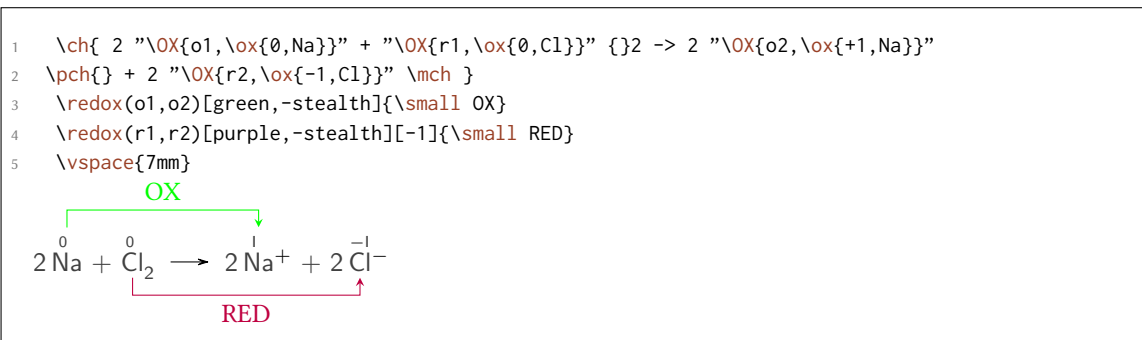 1 \ch{ 2 "\OX{o1,\ox{0,Na}}" + "\OX{r1,\ox{0,Cl}}" {}2 -> 2 "\OX{o2,\ox{+1,Na}}"
2 \pch{} + 2 "\OX{r2,\ox{-1,Cl}}" \mch }
3 \redox(o1,o2)[green,-stealth]{\small OX}
4 \redox(r1,r2)[purple,-stealth][-1]{\small RED}
5 \vspace{7mm}
OX
0 0 I −I
2 Na + Cl₂ ⟶ 2 Na⁺ + 2 Cl⁻
RED